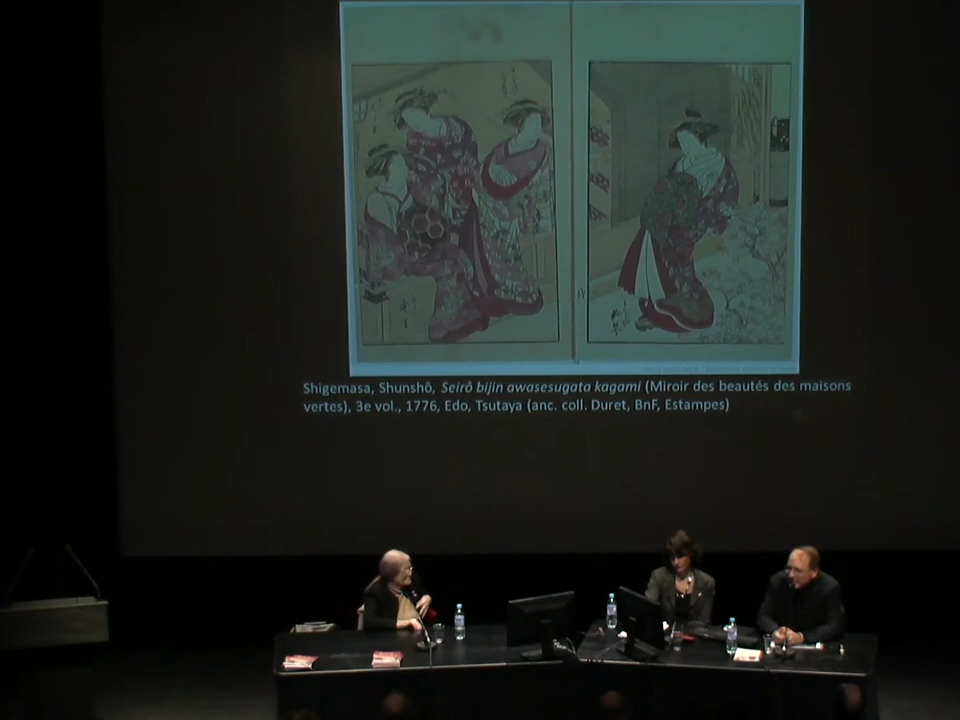 Shigemasa, Shunshô, Seirô bijin awasesugata kagami (Miroir des beautés des maisons
vertes), 3e vol., 1776, Edo, Tsutaya (anc. coll. Duret, BnF, Estampes)